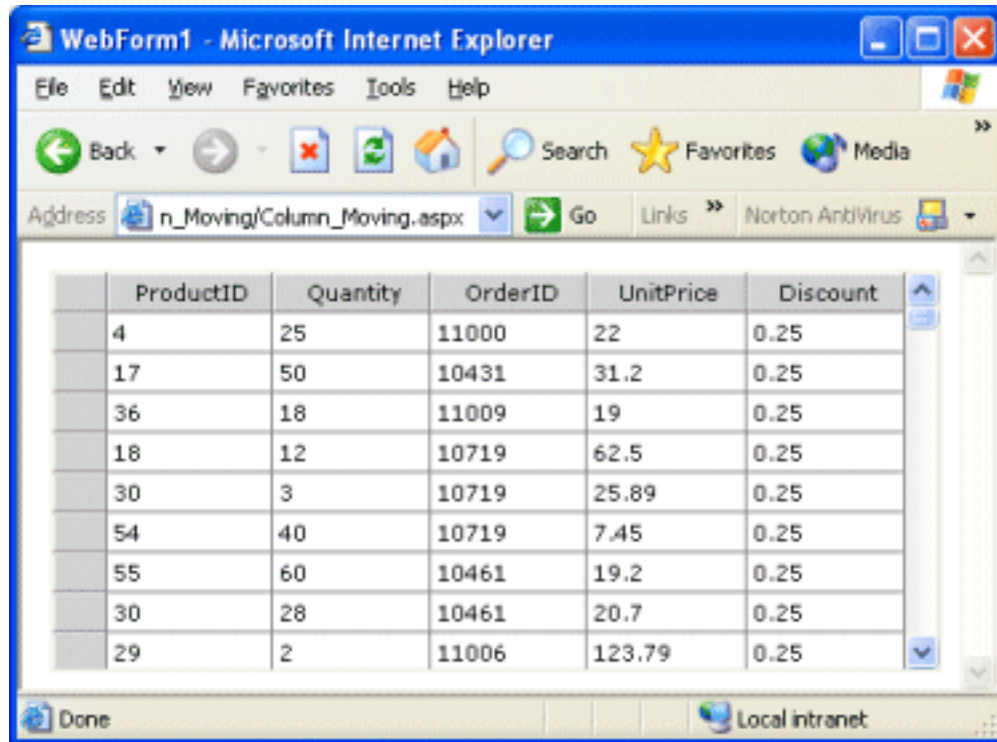 WebForm1 - Microsoft Internet Explorer
File Edit View Favorites Tools Help
Back Search Favorites Media »
Address n_Moving/Column_Moving.aspx Go Links » Norton AntiVirus
ProductID Quantity OrderID UnitPrice Discount
4 25 11000 22 0.25
17 50 10431 31.2 0.25
36 18 11009 19 0.25
18 12 10719 62.5 0.25
30 3 10719 25.89 0.25
54 40 10719 7.45 0.25
55 60 10461 19.2 0.25
30 28 10461 20.7 0.25
29 2 11006 123.79 0.25
Done Local intranet